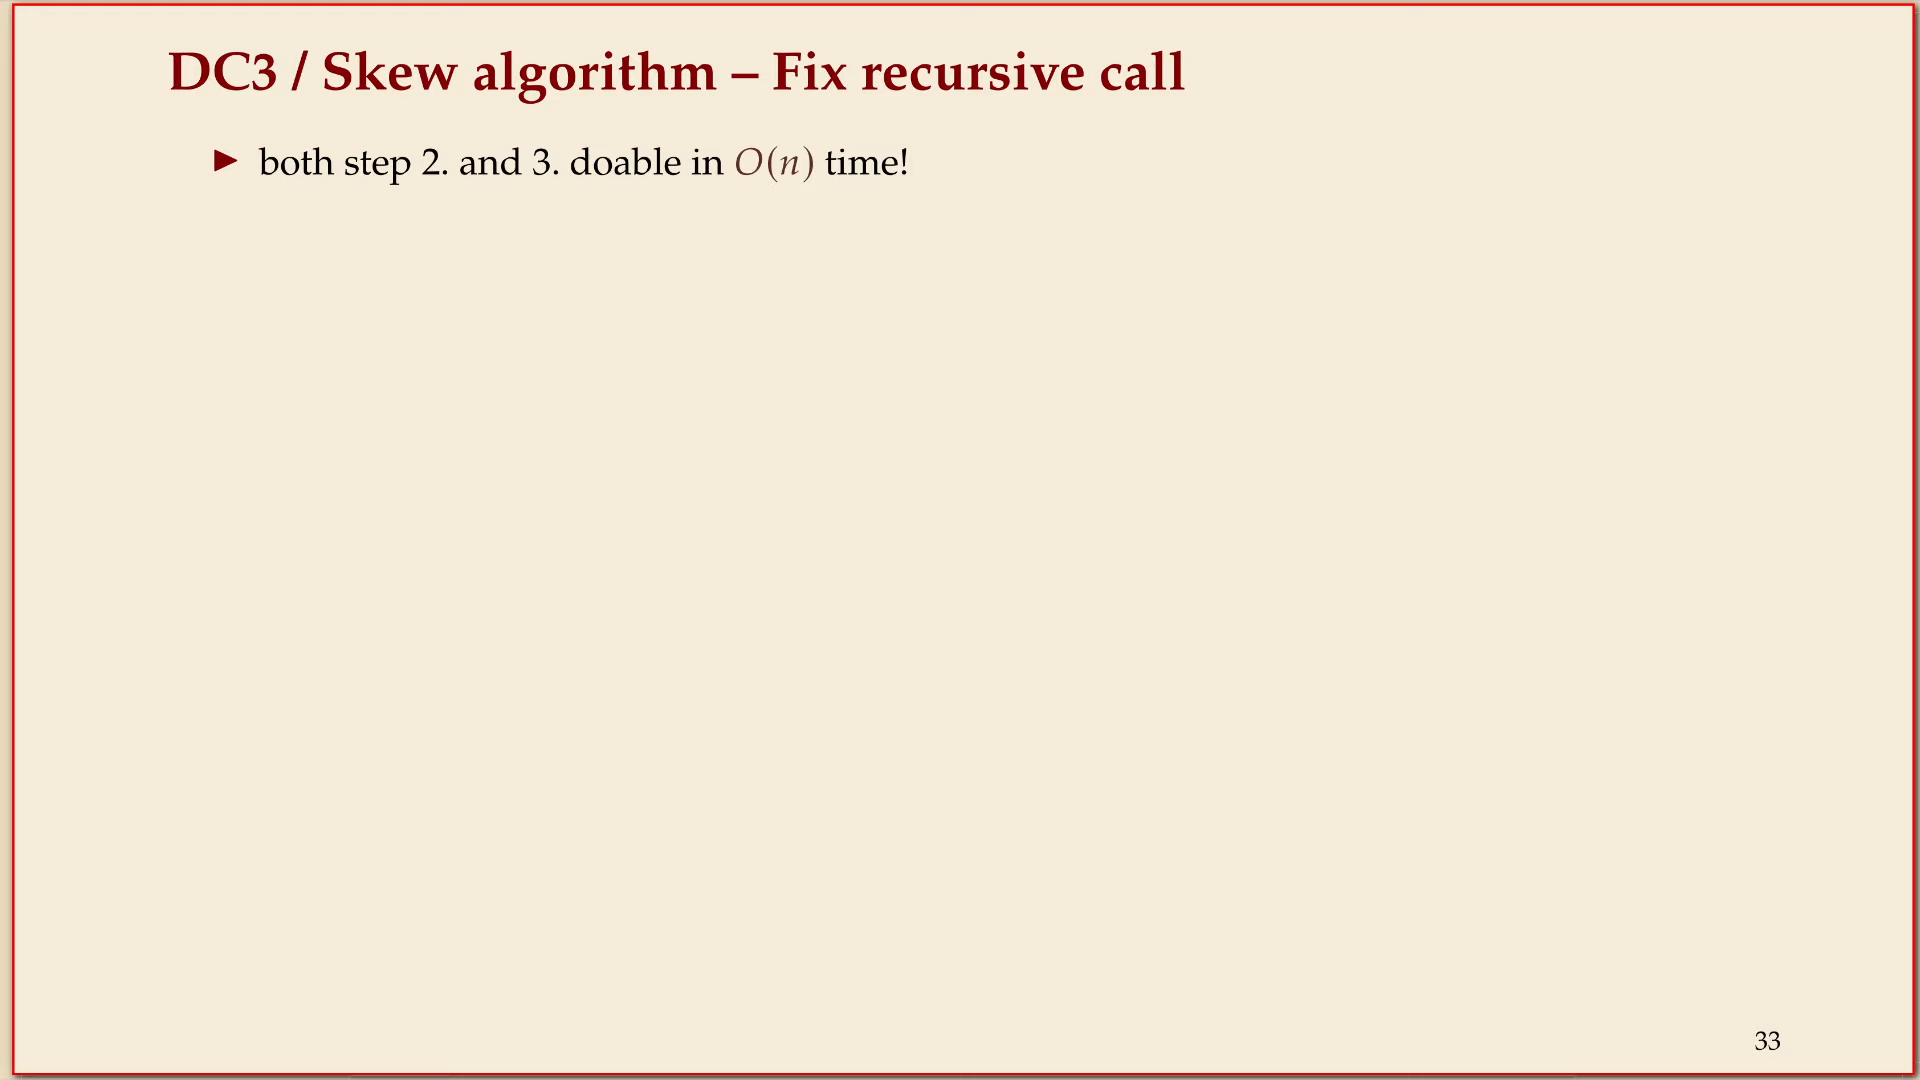 DC3 / Skew algorithm – Fix recursive call
▶ both step 2. and 3. doable in O(n) time!
33